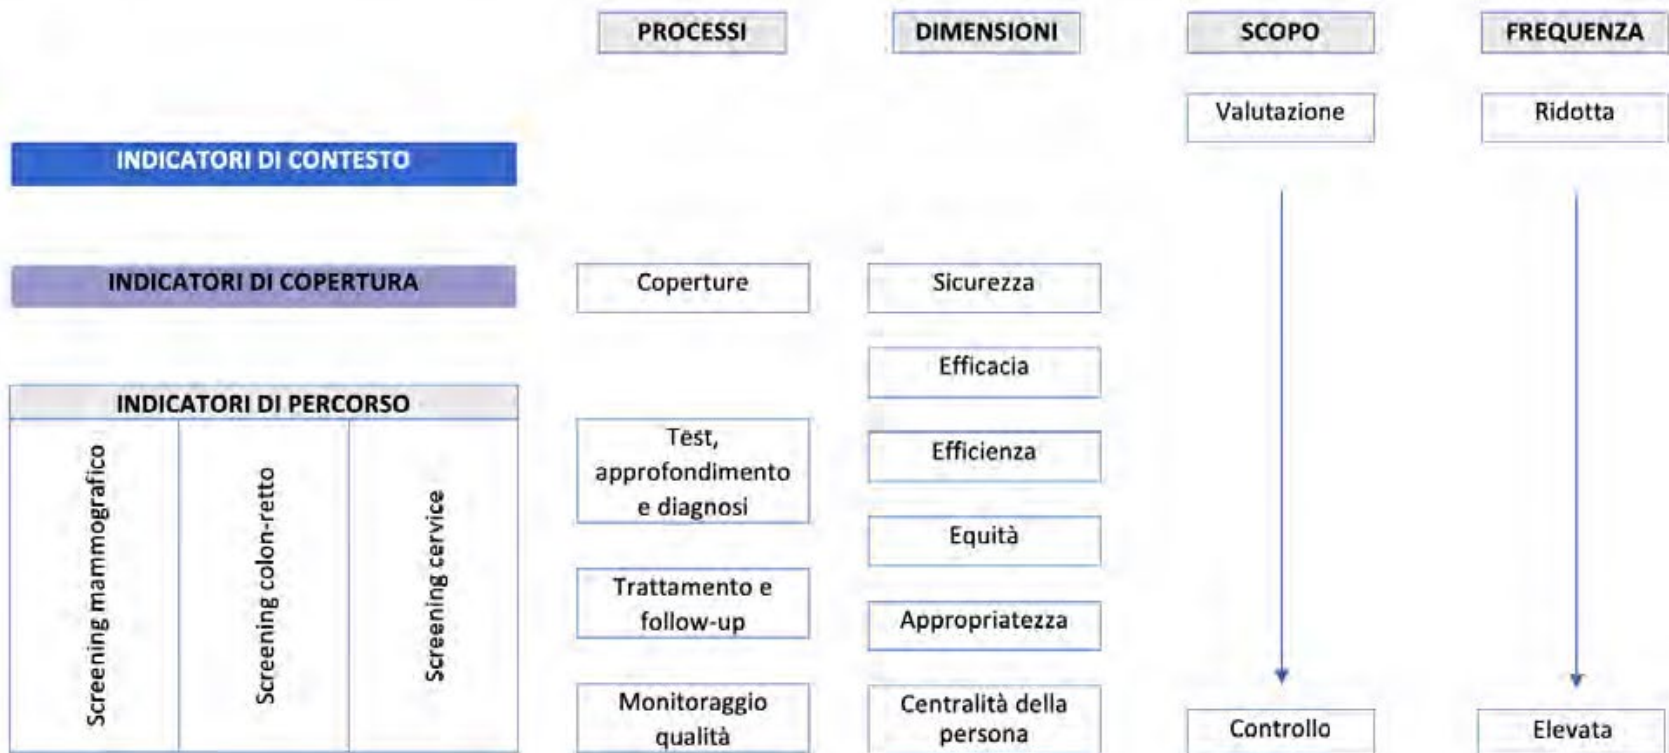 PROCESSI
DIMENSIONI
SCOPO
FREQUENZA
Valutazione
Ridotta
INDICATORI DI CONTESTO
INDICATORI DI COPERTURA
Coperture
Sicurezza
Efficacia
INDICATORI DI PERCORSO
Screening mammografico
Screening colon-retto
Screening cervice
Test,
approfondimento
e diagnosi
Efficienza
Equità
Trattamento e
follow-up
Appropriatezza
Monitoraggio
qualità
Centralità della
persona
Controllo
Elevata